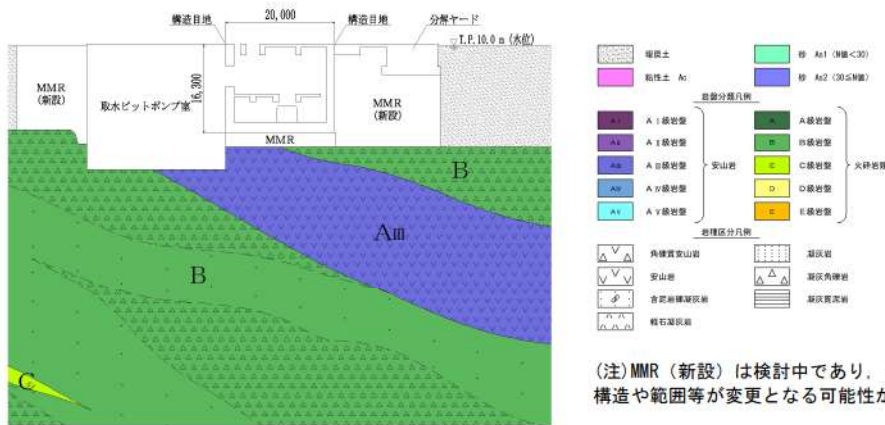 構造目地
20,000
構造目地
分解ヤード
T.P.10.0 m (水位)
MMR
(新設)
取水ピットポンプ室
16,300
MMR
(新設)
MMR
B
AⅢ
B
C
埋戻土
砂 As1 (N値<30)
粘性土 Ac
砂 As2 (30≦N値)
岩盤分類凡例
AⅠ AⅠ級岩盤
AⅡ AⅡ級岩盤
AⅢ AⅢ級岩盤
AⅣ AⅣ級岩盤
AⅤ AⅤ級岩盤
安山岩
A A級岩盤
B B級岩盤
C C級岩盤
D D級岩盤
E E級岩盤
火砕岩類
岩種区分凡例
角礫質安山岩
凝灰岩
安山岩
凝灰角礫岩
含泥岩礫凝灰岩
凝灰質泥岩
軽石凝灰岩
(注)MMR（新設）は検討中であり，
構造や範囲等が変更となる可能性が